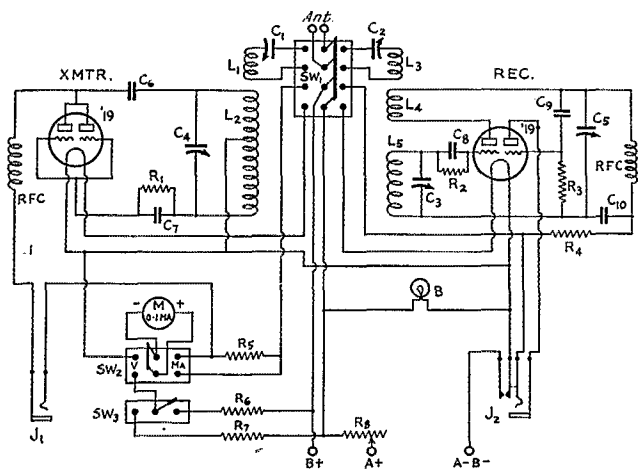 Ant.
C1
C2
L1
SW1
L3
XMTR.
C6
REC.
'19
C4
L2
L4
C9
C5
'19
L5
C8
RFC
R1
R2
C3
R3
RFC
C7
C10
R4
- M +
0-1 MA
B
V
MA
R5
SW2
SW3
R6
J1
R7
R8
J2
B+
A+
A-B-